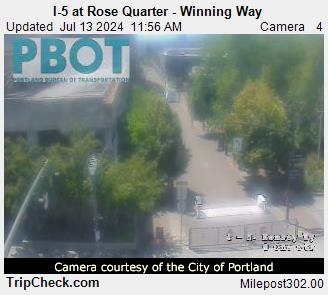 I-5 at Rose Quarter - Winning Way
Updated Jul 13 2024 11:56 AM Camera 4
PBOT
PORTLAND BUREAU OF TRANSPORTATION
Camera courtesy of the City of Portland
TripCheck.com Milepost302.00